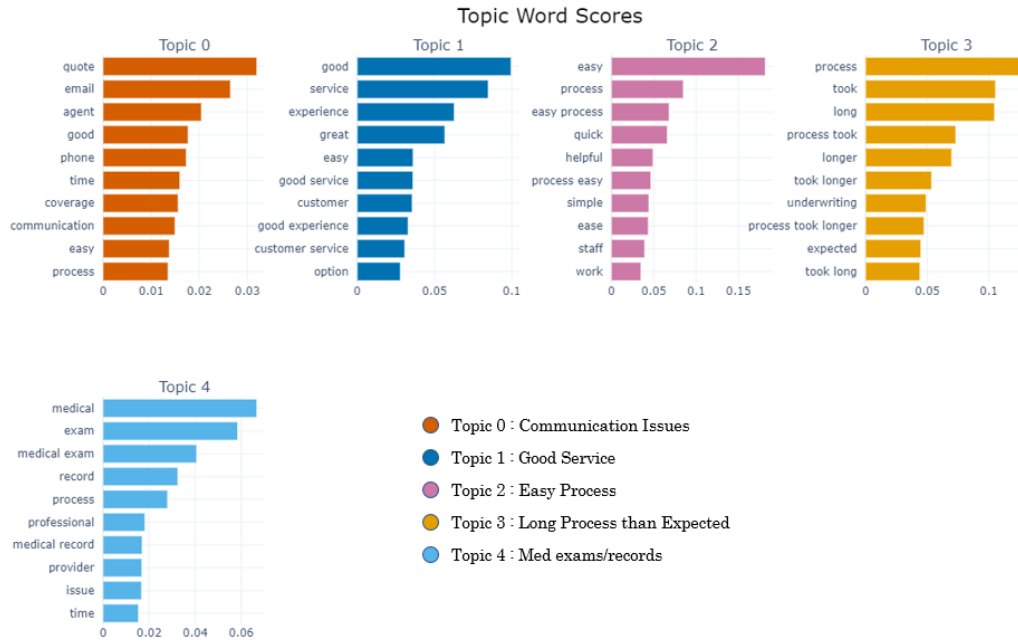 Topic Word Scores
Topic 0
quote
email
agent
good
phone
time
coverage
communication
easy
process
0 0.01 0.02 0.03
Topic 1
good
service
experience
great
easy
good service
customer
good experience
customer service
option
0 0.05 0.1
Topic 2
easy
process
easy process
quick
helpful
process easy
simple
ease
staff
work
0 0.05 0.1 0.15
Topic 3
process
took
long
process took
longer
took longer
underwriting
process took longer
expected
took long
0 0.05 0.1
Topic 4
medical
exam
medical exam
record
process
professional
medical record
provider
issue
time
0 0.02 0.04 0.06
Topic 0 : Communication Issues
Topic 1 : Good Service
Topic 2 : Easy Process
Topic 3 : Long Process than Expected
Topic 4 : Med exams/records